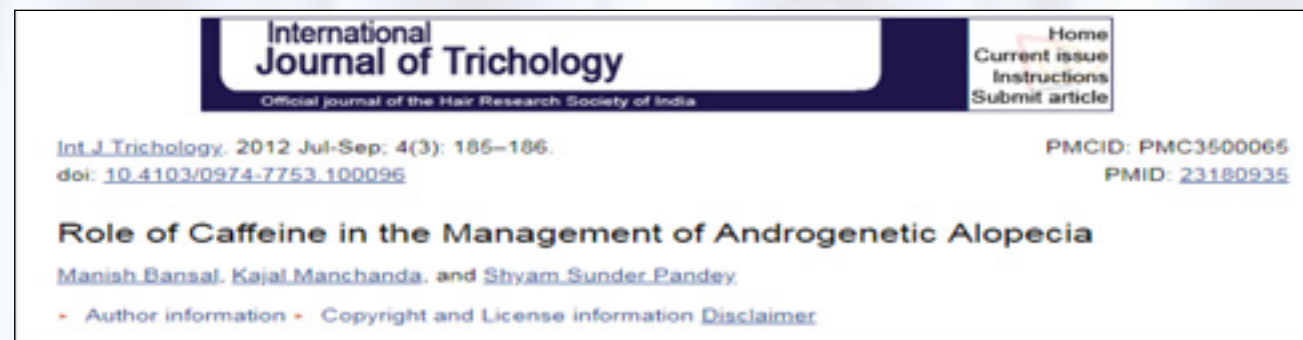 International
Journal of Trichology
Official journal of the Hair Research Society of India
Home
Current issue
Instructions
Submit article
Int J Trichology. 2012 Jul-Sep; 4(3): 185–186.
PMCID: PMC3500065
doi: 10.4103/0974-7753.100096
PMID: 23180935
Role of Caffeine in the Management of Androgenetic Alopecia
Manish Bansal, Kajal Manchanda, and Shyam Sunder Pandey
Author information Copyright and License information Disclaimer